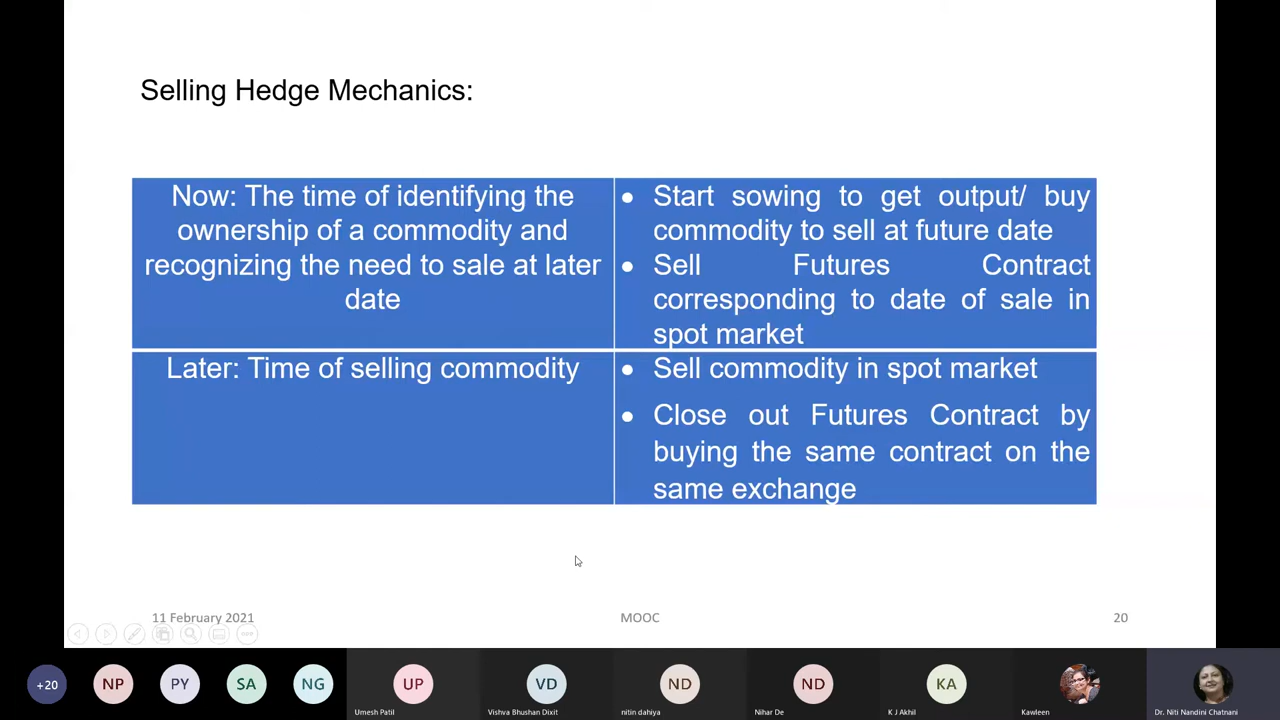 Selling Hedge Mechanics:
Now: The time of identifying the
ownership of a commodity and
recognizing the need to sale at later
date
• Start sowing to get output/ buy
commodity to sell at future date
• Sell Futures Contract
corresponding to date of sale in
spot market
Later: Time of selling commodity
• Sell commodity in spot market
• Close out Futures Contract by
buying the same contract on the
same exchange
11 February 2021
MOOC
20
+20
NP
PY
SA
NG
UP
Umesh Patil
VD
Vishva Bhushan Dixit
ND
nitin dahiya
ND
Nihar De
KA
K J Akhil
Kawleen
Dr. Niti Nandini Chatnani